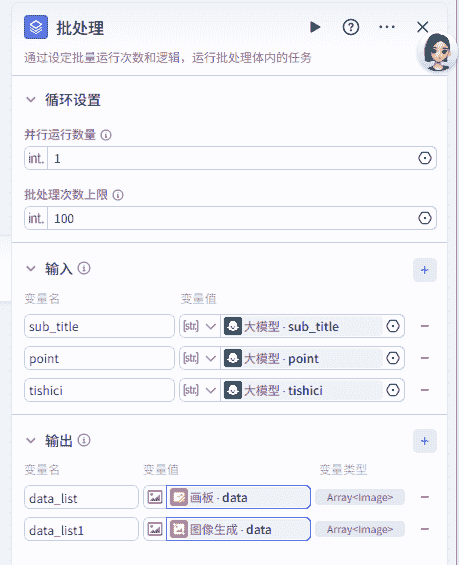 批处理
通过设定批量运行次数和逻辑，运行批处理体内的任务
循环设置
并行运行数量
int. 1
批处理次数上限
int. 100
输入
变量名 变量值
sub_title [str.] 大模型 - sub_title
point [str.] 大模型 - point
tishici [str.] 大模型 - tishici
输出
变量名 变量值 变量类型
data_list 画板 - data Array<Image>
data_list1 图像生成 - data Array<Image>